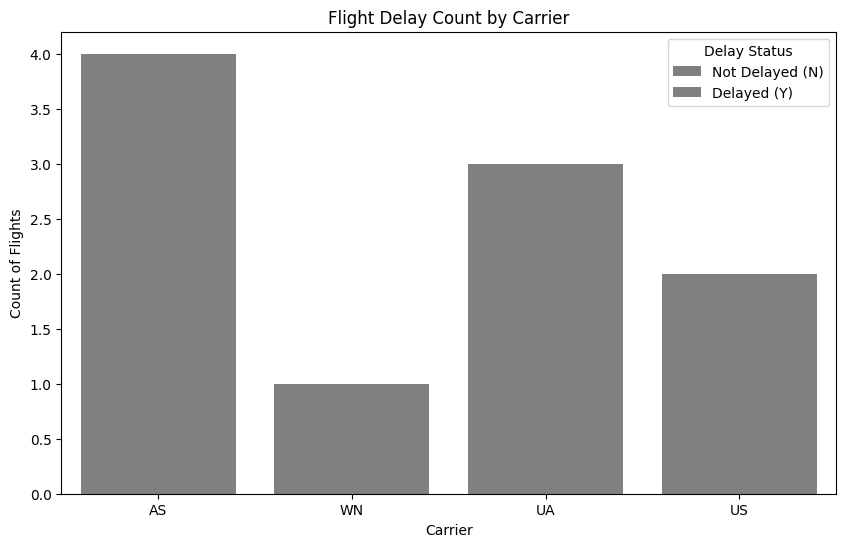 Flight Delay Count by Carrier
Delay Status
Not Delayed (N)
Delayed (Y)
4.0
3.5
3.0
2.5
2.0
1.5
1.0
0.5
0.0
Count of Flights
AS WN UA US
Carrier